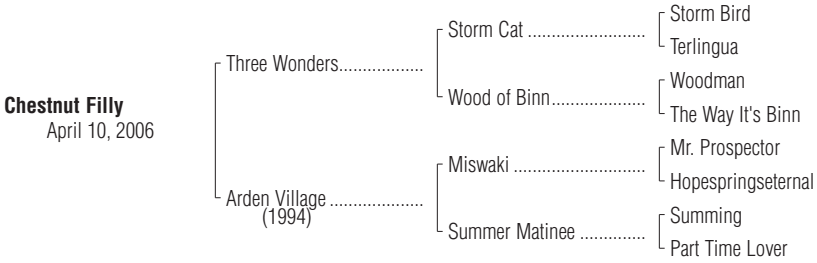 Storm Bird
Storm Cat ..........................
Terlingua
Three Wonders..................
Woodman
Wood of Binn.....................
The Way It's Binn
Chestnut Filly
April 10, 2006
Mr. Prospector
Miswaki .............................
Hopespringseternal
Arden Village ....................
(1994)
Summing
Summer Matinee ..............
Part Time Lover